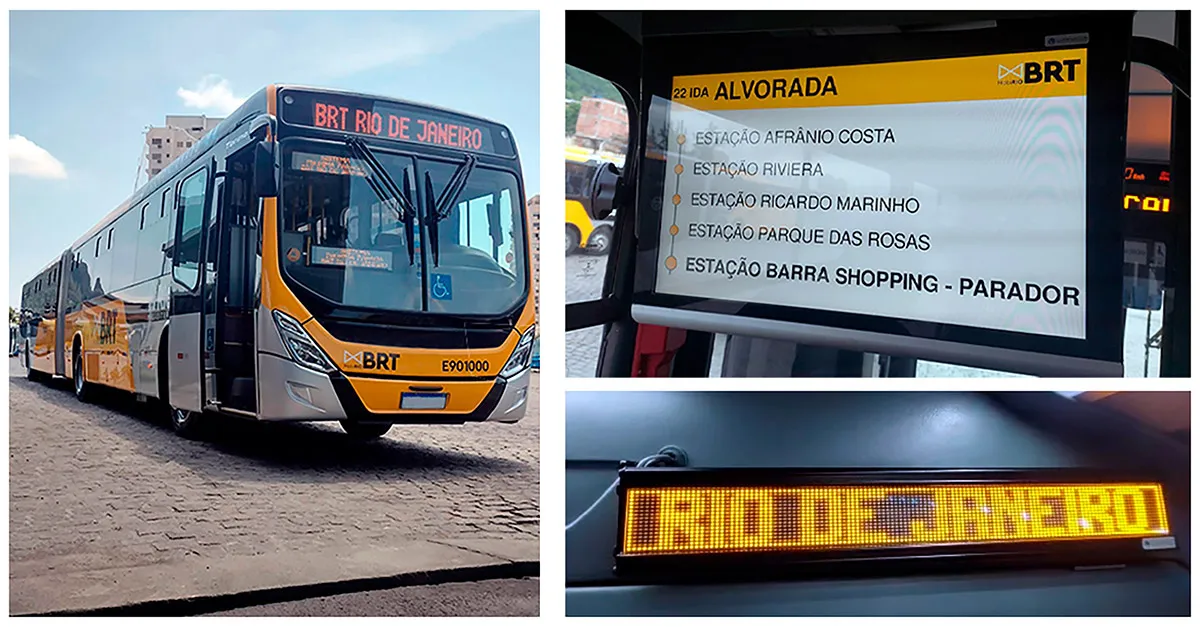 BRT RIO DE JANEIRO
BRT
BRT
E901000
22 IDA ALVORADA
BRT
ESTAÇÃO AFRÂNIO COSTA
ESTAÇÃO RIVIERA
ESTAÇÃO RICARDO MARINHO
ESTAÇÃO PARQUE DAS ROSAS
ESTAÇÃO BARRA SHOPPING - PARADOR
RIO DE JANEIRO